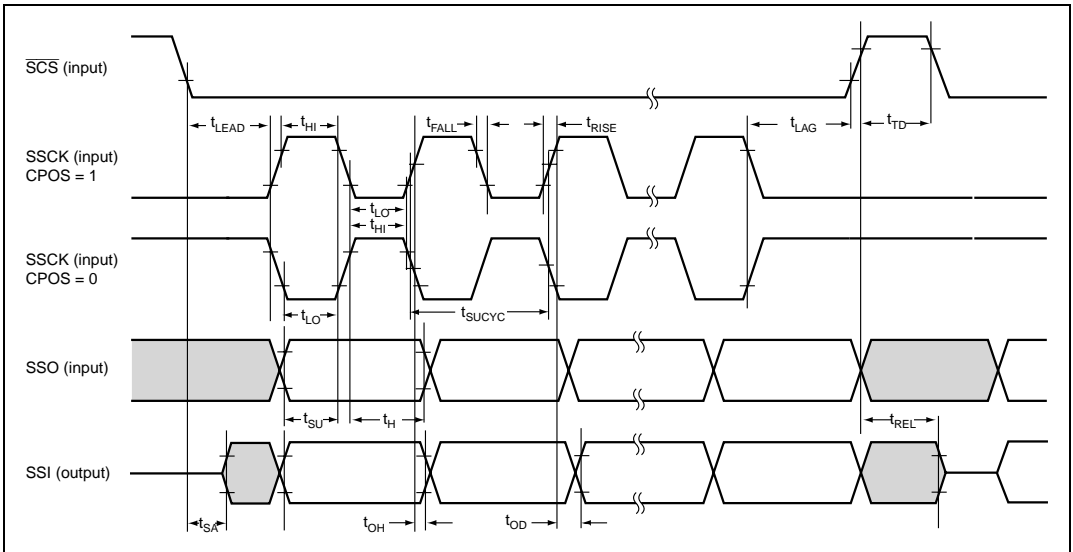 SCS (input)
tLEAD
tHI
tFALL
tRISE
tLAG
tTD
SSCK (input)
CPOS = 1
tLO
tHI
SSCK (input)
CPOS = 0
tLO
tSUCYC
SSO (input)
tSU
tH
tREL
SSI (output)
tSA
tOH
tOD